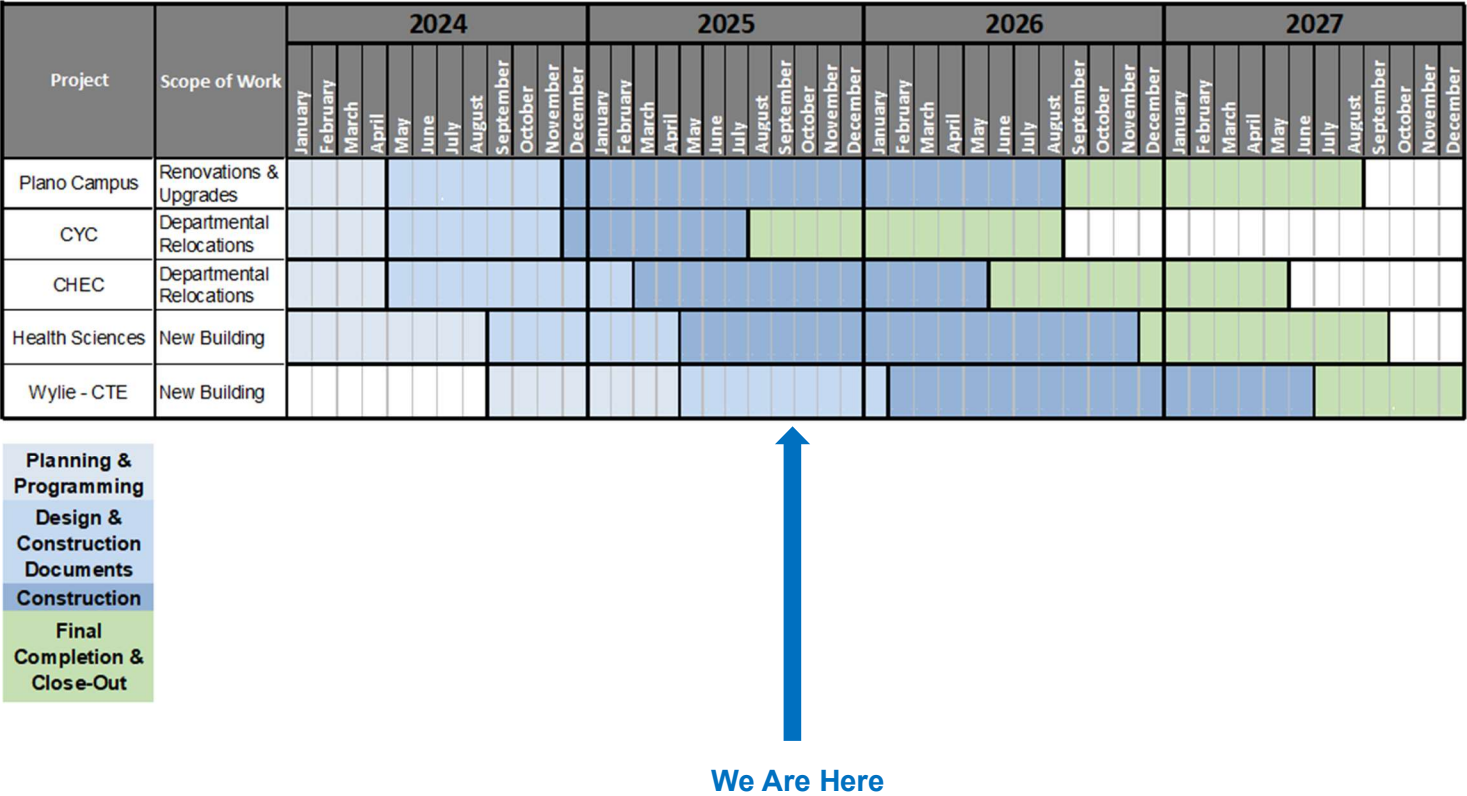 2024 2025 2026 2027
Project Scope of Work
January February March April May June July August September October November December January February March April May June July August September October November December January February March April May June July August September October November December January February March April May June July August September October November December
Plano Campus Renovations &
Upgrades
CYC Departmental
Relocations
CHEC Departmental
Relocations
Health Sciences New Building
Wylie - CTE New Building
Planning &
Programming
Design &
Construction
Documents
Construction
Final
Completion &
Close-Out
We Are Here